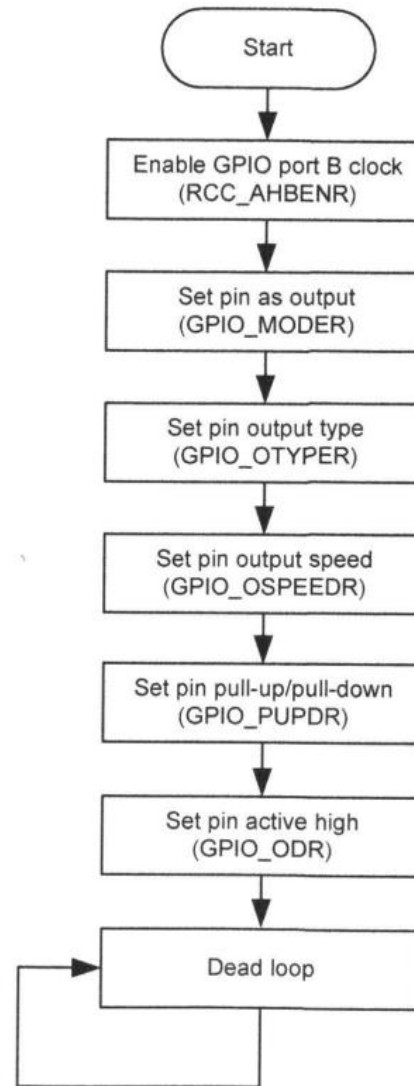 Start
Enable GPIO port B clock
(RCC_AHBENR)
Set pin as output
(GPIO_MODER)
Set pin output type
(GPIO_OTYPER)
Set pin output speed
(GPIO_OSPEEDR)
Set pin pull-up/pull-down
(GPIO_PUPDR)
Set pin active high
(GPIO_ODR)
Dead loop